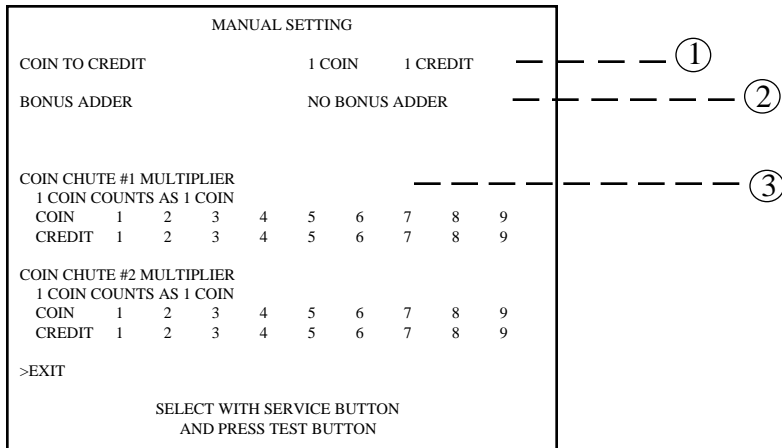 MANUAL SETTING
COIN TO CREDIT 1 COIN 1 CREDIT 1
BONUS ADDER NO BONUS ADDER 2
COIN CHUTE #1 MULTIPLIER 3
1 COIN COUNTS AS 1 COIN
COIN 1 2 3 4 5 6 7 8 9
CREDIT 1 2 3 4 5 6 7 8 9
COIN CHUTE #2 MULTIPLIER
1 COIN COUNTS AS 1 COIN
COIN 1 2 3 4 5 6 7 8 9
CREDIT 1 2 3 4 5 6 7 8 9
>EXIT
SELECT WITH SERVICE BUTTON
AND PRESS TEST BUTTON